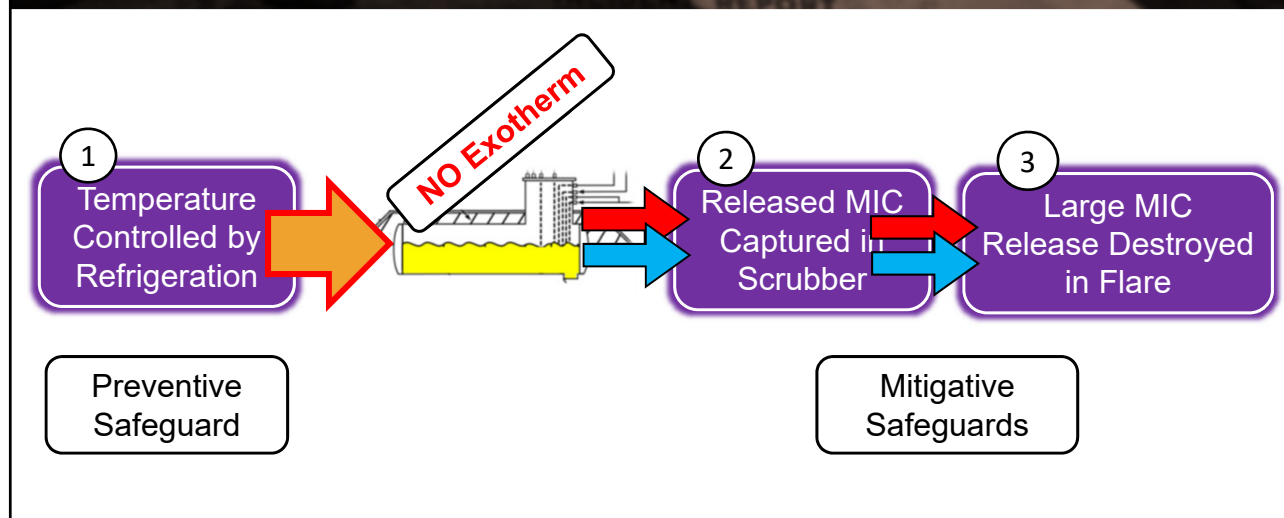 REPORT
NO Exotherm
1
Temperature
Controlled by
Refrigeration
2
Released MIC
Captured in
Scrubber
3
Large MIC
Release Destroyed
in Flare
Preventive
Safeguard
Mitigative
Safeguards